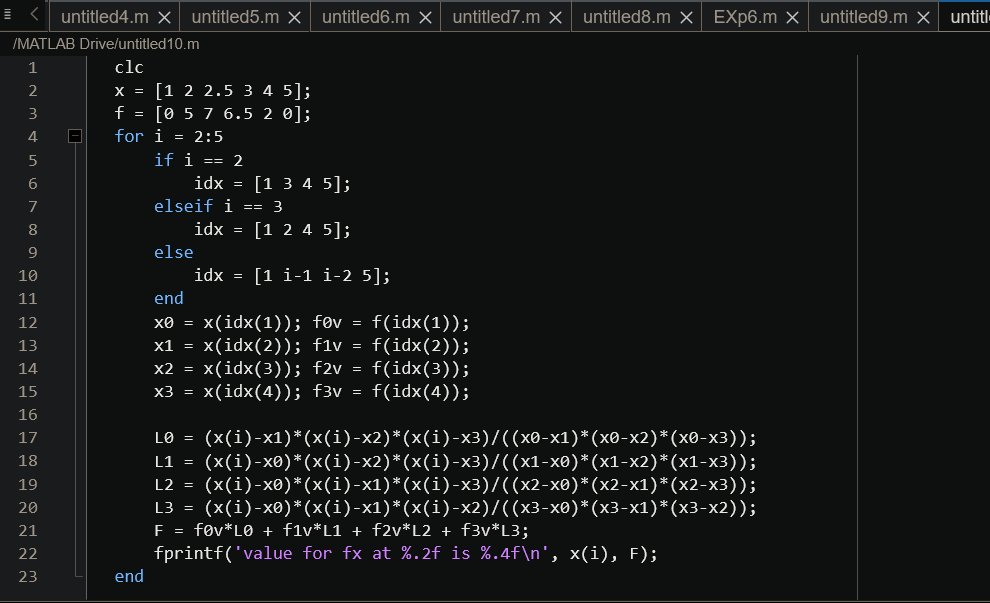 untitled4.m × untitled5.m × untitled6.m × untitled7.m × untitled8.m × EXp6.m × untitled9.m × untitl
/MATLAB Drive/untitled10.m
1 clc
2 x = [1 2 2.5 3 4 5];
3 f = [0 5 7 6.5 2 0];
4 for i = 2:5
5 if i == 2
6 idx = [1 3 4 5];
7 elseif i == 3
8 idx = [1 2 4 5];
9 else
10 idx = [1 i-1 i-2 5];
11 end
12 x0 = x(idx(1)); f0v = f(idx(1));
13 x1 = x(idx(2)); f1v = f(idx(2));
14 x2 = x(idx(3)); f2v = f(idx(3));
15 x3 = x(idx(4)); f3v = f(idx(4));
16
17 L0 = (x(i)-x1)*(x(i)-x2)*(x(i)-x3)/((x0-x1)*(x0-x2)*(x0-x3));
18 L1 = (x(i)-x0)*(x(i)-x2)*(x(i)-x3)/((x1-x0)*(x1-x2)*(x1-x3));
19 L2 = (x(i)-x0)*(x(i)-x1)*(x(i)-x3)/((x2-x0)*(x2-x1)*(x2-x3));
20 L3 = (x(i)-x0)*(x(i)-x1)*(x(i)-x2)/((x3-x0)*(x3-x1)*(x3-x2));
21 F = f0v*L0 + f1v*L1 + f2v*L2 + f3v*L3;
22 fprintf('value for fx at %.2f is %.4f\n', x(i), F);
23 end